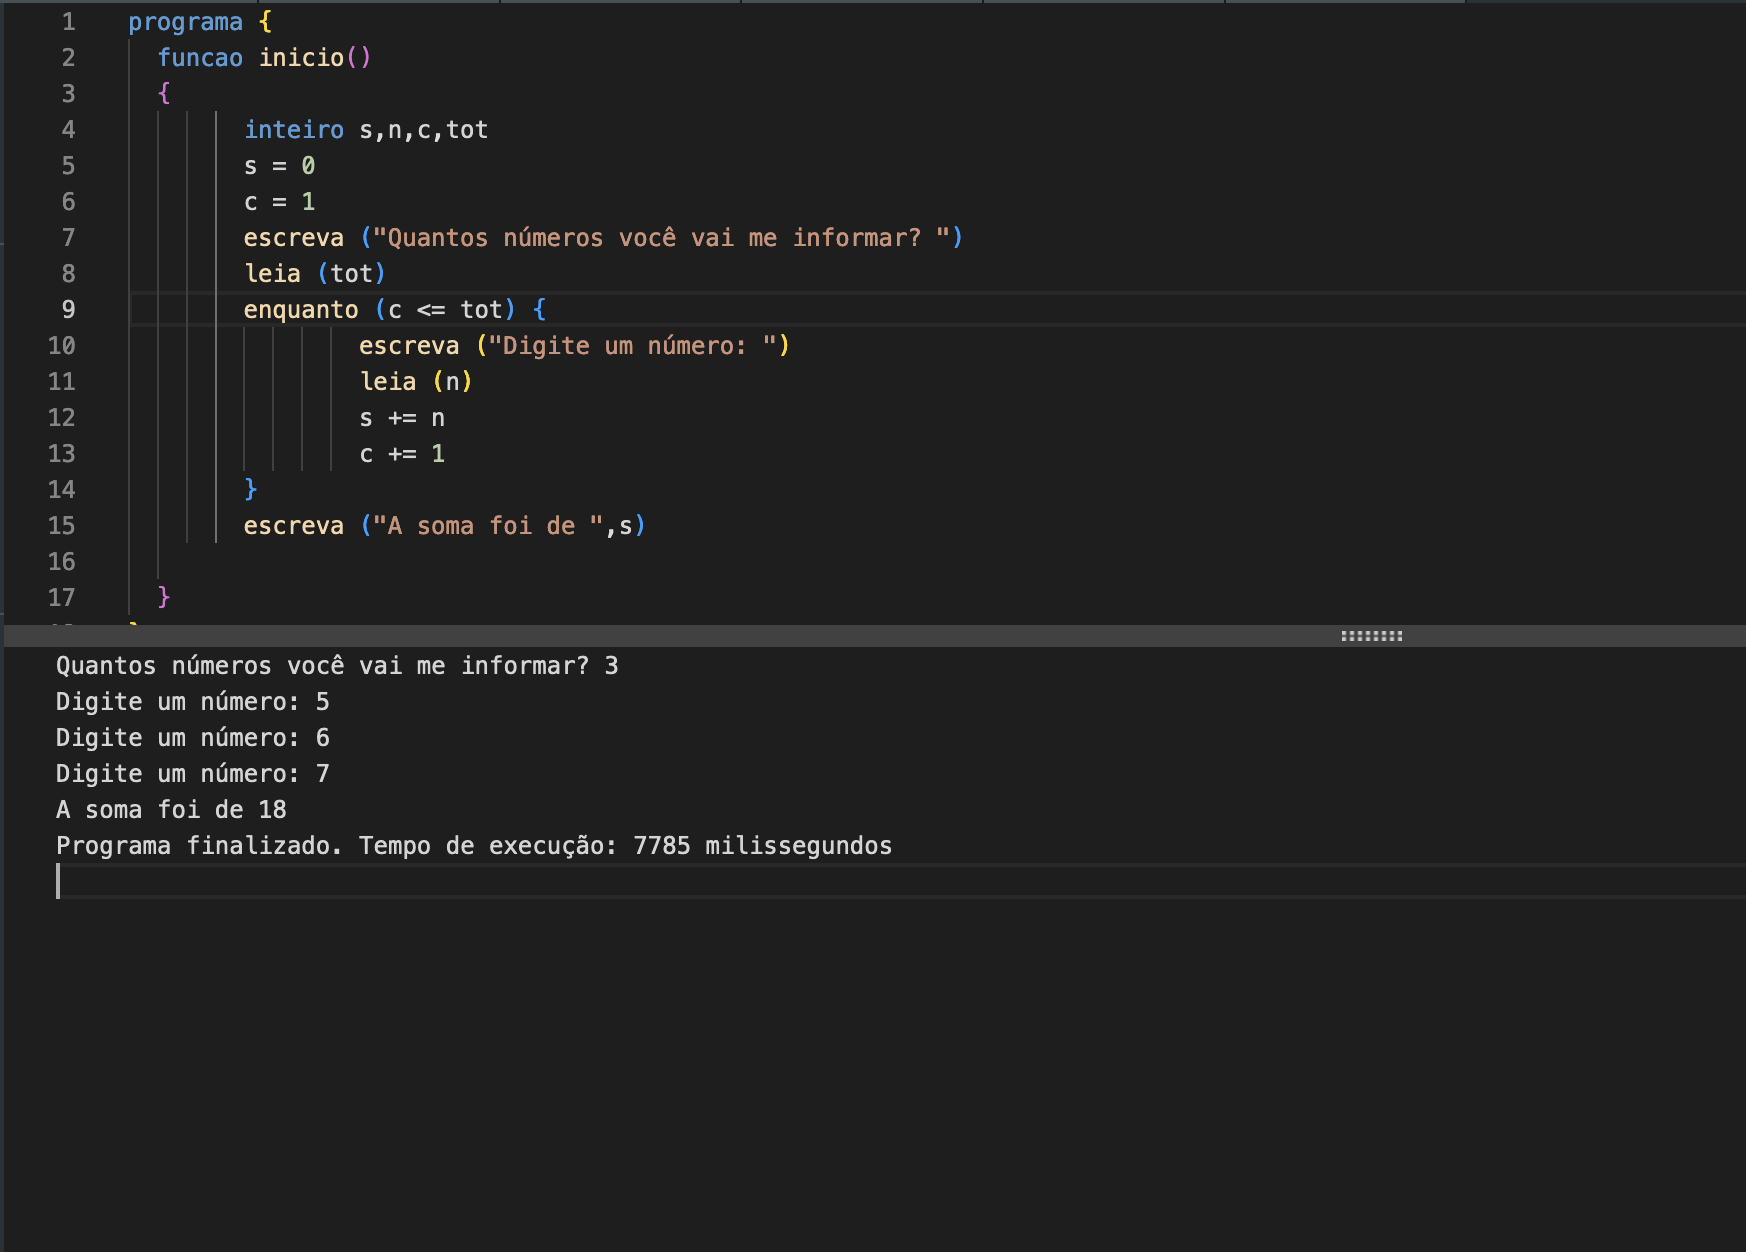 1 programa {
2 funcao inicio()
3 {
4 inteiro s,n,c,tot
5 s = 0
6 c = 1
7 escreva ("Quantos números você vai me informar? ")
8 leia (tot)
9 enquanto (c <= tot) {
10 escreva ("Digite um número: ")
11 leia (n)
12 s += n
13 c += 1
14 }
15 escreva ("A soma foi de ",s)
16
17 }
Quantos números você vai me informar? 3
Digite um número: 5
Digite um número: 6
Digite um número: 7
A soma foi de 18
Programa finalizado. Tempo de execução: 7785 milissegundos